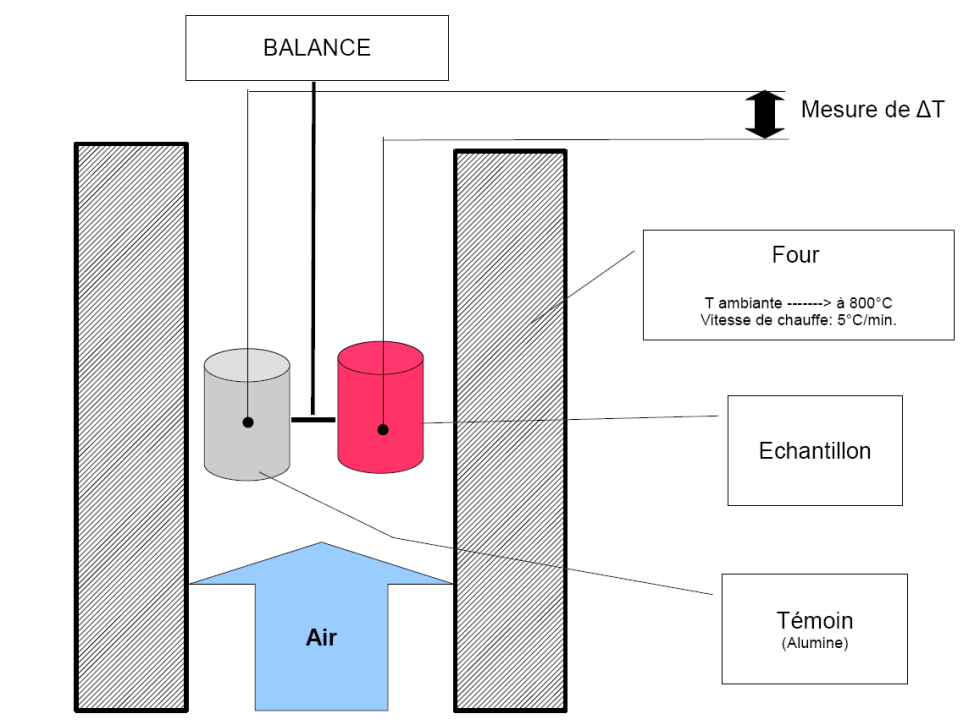 BALANCE
Mesure de ΔT
Four
T ambiante -------> à 800°C
Vitesse de chauffe: 5°C/min.
Echantillon
Témoin
(Alumine)
Air